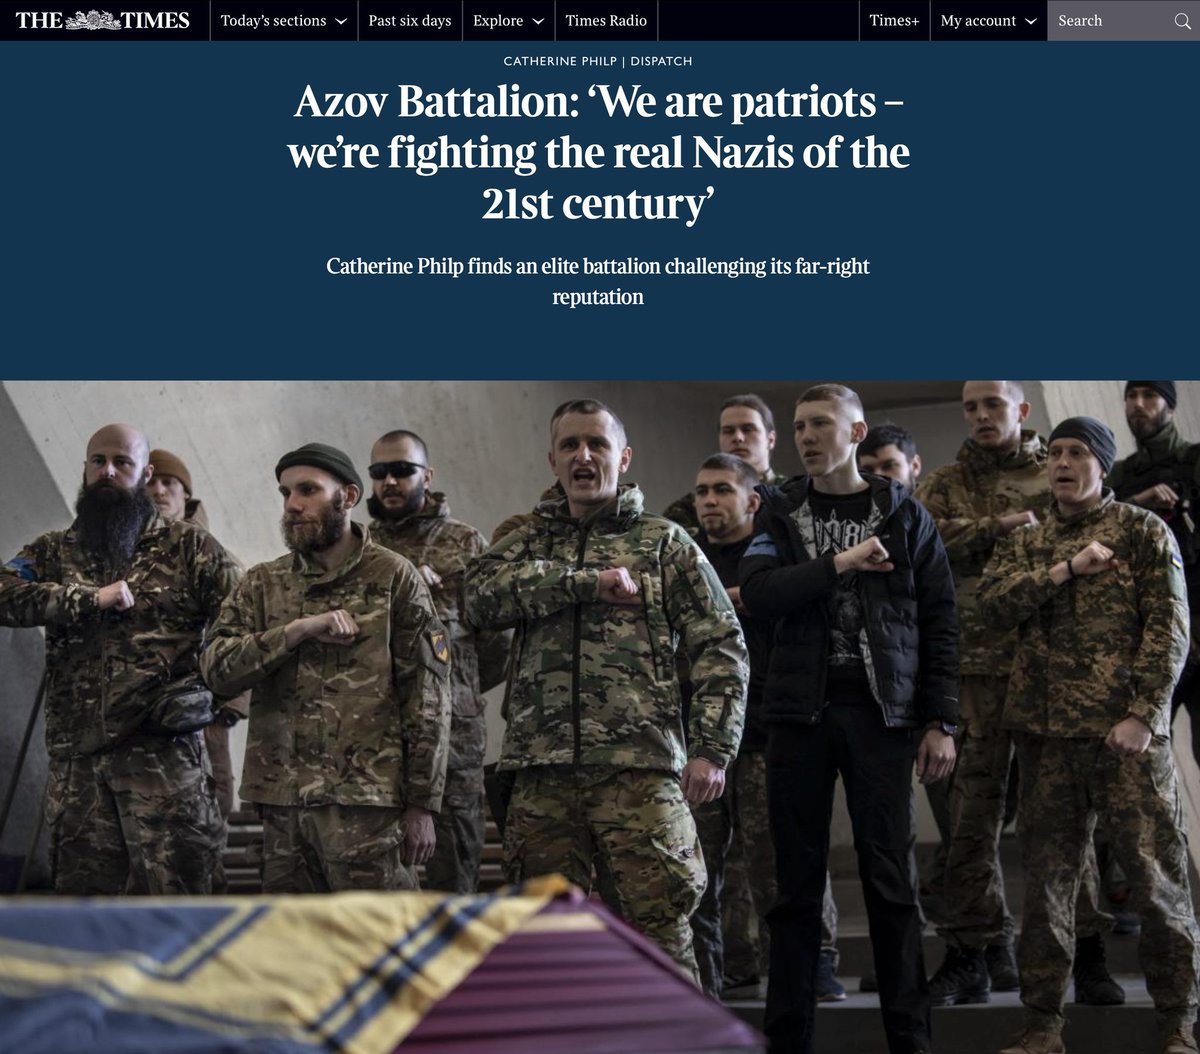 THE TIMES
Today's sections
Past six days
Explore
Times Radio
Times+
My account
Search
CATHERINE PHILP | DISPATCH
Azov Battalion: ‘We are patriots –
we’re fighting the real Nazis of the
21st century’
Catherine Philp finds an elite battalion challenging its far-right
reputation